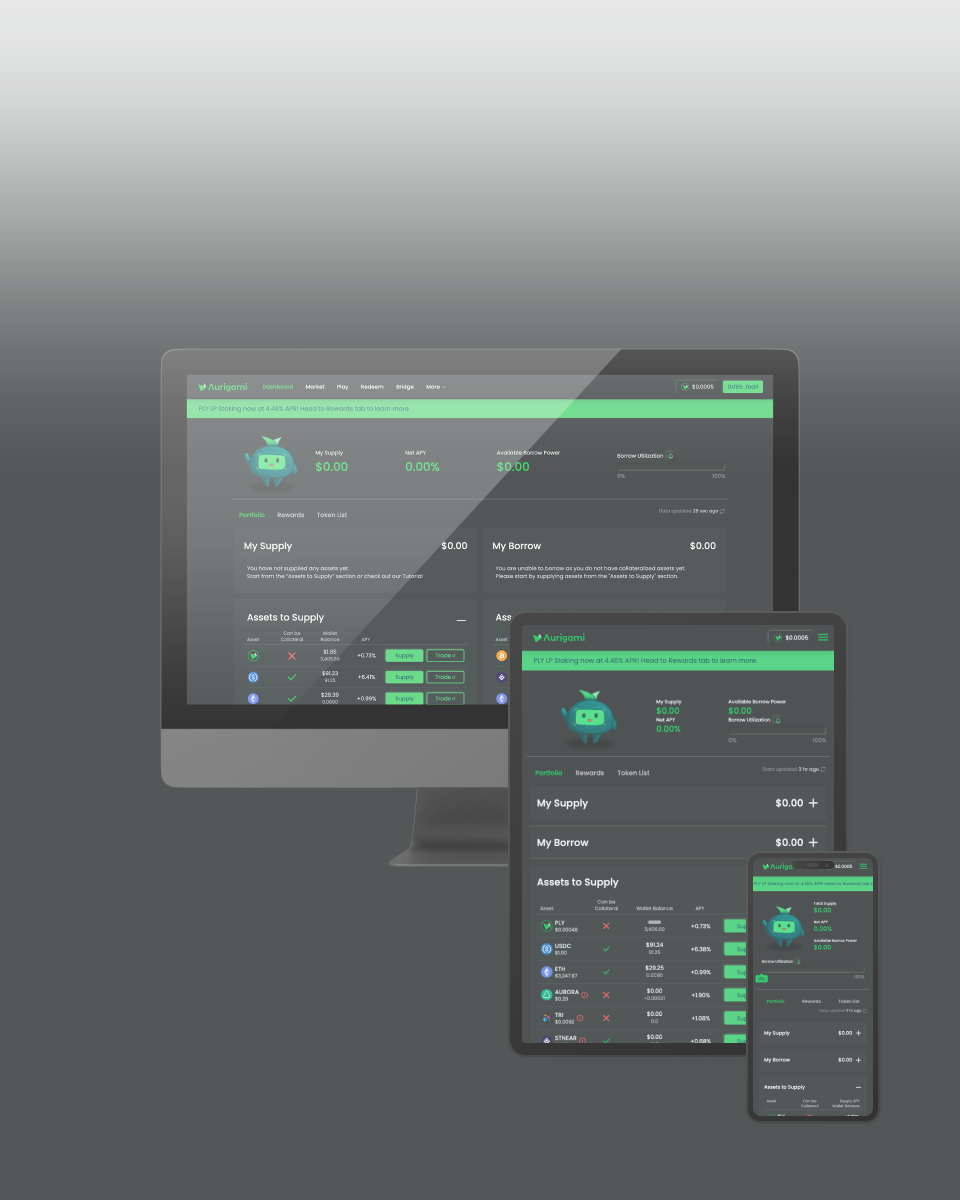 Aurigami Dashboard Market Play Redeem Bridge More $0.0005 0xf89...fad4
PLY LP Staking now at 4.46% APR! Head to Rewards tab to learn more.
My Supply Net APY Available Borrow Power Borrow Utilization
$0.00 0.00% $0.00
0% 100%
Portfolio Rewards Token List Data updated 25 sec ago
My Supply $0.00 My Borrow $0.00
You have not supplied any assets yet. You are unable to borrow as you do not have collateralized assets yet.
Start from the "Assets to Supply" section or check out our Tutorial Please start by supplying assets from the "Assets to Supply" section.
Assets to Supply
Asset Can be Collateral Wallet Balance APY Asset
$1.65
3,406.50 +0.73% Supply Trade
$91.23
91.25 +6.41% Supply Trade
$29.39
0.0090 +0.99% Supply Trade
Aurigami $0.0005
PLY LP Staking now at 4.46% APR! Head to Rewards tab to learn more.
My Supply Available Borrow Power
$0.00 $0.00
Net APY Borrow Utilization
0.00%
0% 100%
Portfolio Rewards Token List Data updated 3 hr ago
My Supply $0.00
My Borrow $0.00
Assets to Supply
Asset Can be Collateral Wallet Balance APY
PLY
$0.00048 3,406.50 +0.73%
USDC $91.24
$1.00 91.25 +6.38%
ETH $29.25
$3,247.87 0.0090 +0.99%
AURORA $0.00
$0.29 <0.00001 +1.90%
TRI $0.00
$0.0092 0.0 +1.08%
STNEAR $0.00
+0.68%
$0.0005
PLY LP Staking now at 4.46% APR! Head to Rewards tab
Total Supply
$0.00
Net APY
0.00%
Available Borrow Power
$0.00
Borrow Utilization
0% 100%
Portfolio Rewards Token List
Data updated 3 hr ago
My Supply $0.00
My Borrow $0.00
Assets to Supply
Asset Can be Collateral Supply APY Wallet Balance